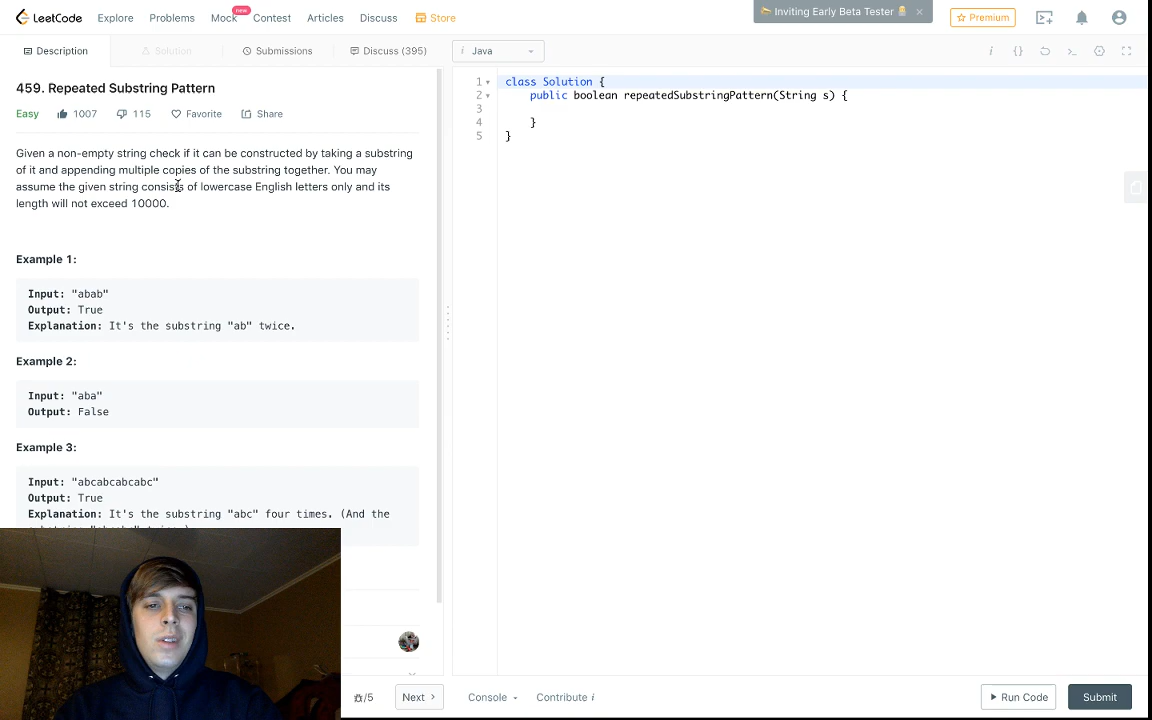 LeetCode Explore Problems Mock new Contest Articles Discuss Store Inviting Early Beta Tester × Premium
Description Solution Submissions Discuss (395) i Java i {} >_
459. Repeated Substring Pattern
Easy 1007 115 Favorite Share
Given a non-empty string check if it can be constructed by taking a substring
of it and appending multiple copies of the substring together. You may
assume the given string consists of lowercase English letters only and its
length will not exceed 10000.
Example 1:
Input: "abab"
Output: True
Explanation: It's the substring "ab" twice.
Example 2:
Input: "aba"
Output: False
Example 3:
Input: "abcabcabcabc"
Output: True
Explanation: It's the substring "abc" four times. (And the
1 class Solution {
2 public boolean repeatedSubstringPattern(String s) {
3
4 }
5 }
/5 Next > Console Contribute i Run Code Submit